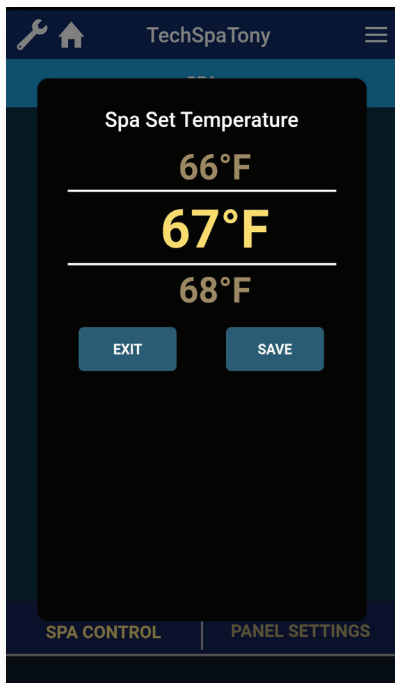 TechSpaTony
Spa Set Temperature
66°F
67°F
68°F
EXIT SAVE
SPA CONTROL PANEL SETTINGS